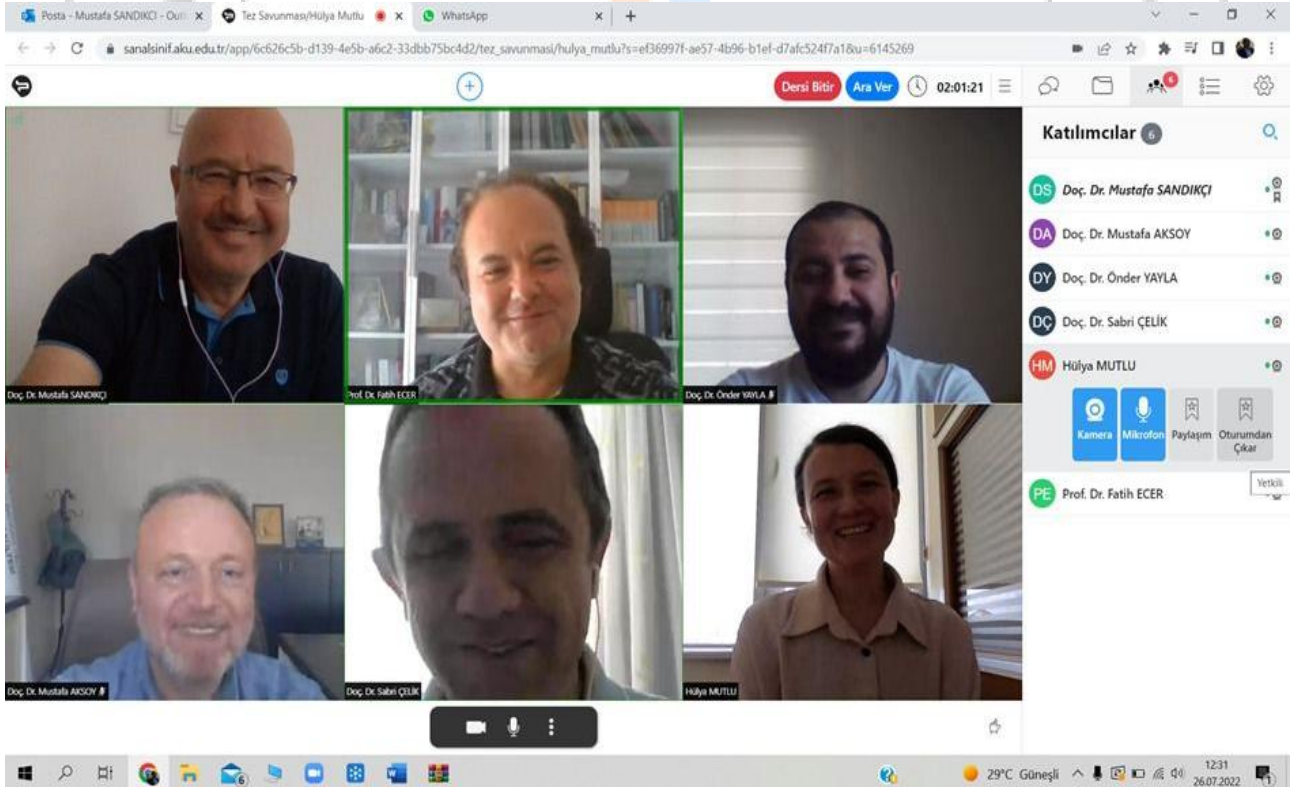 Posta - Mustafa SANDIKCI - Outl
Tez Savunması/Hülya Mutlu
WhatsApp
sanalsinif.aku.edu.tr/app/6c626c5b-d139-4e5b-a6c2-33dbb75bc4d2/tez_savunmasi/hulya_mutlu?s=ef36997f-ae57-4b96-b1ef-d7afc524f7a1&u=6145269
Dersi Bitir
Ara Ver
02:01:21
6
Katılımcılar 6
DS Doç. Dr. Mustafa SANDIKÇI
DA Doç. Dr. Mustafa AKSOY
DY Doç. Dr. Önder YAYLA
DÇ Doç. Dr. Sabri ÇELİK
HM Hülya MUTLU
Kamera
Mikrofon
Paylaşım
Oturumdan
Çıkar
Yetkili
PE Prof. Dr. Fatih ECER
Doç. Dr. Mustafa SANDIKÇI
Prof. Dr. Fatih ECER
Doç. Dr. Önder YAYLA
Doç. Dr. Mustafa AKSOY
Doç. Dr. Sabri ÇELİK
Hülya MUTLU
6
29°C Güneşli
12:31
26.07.2022
1